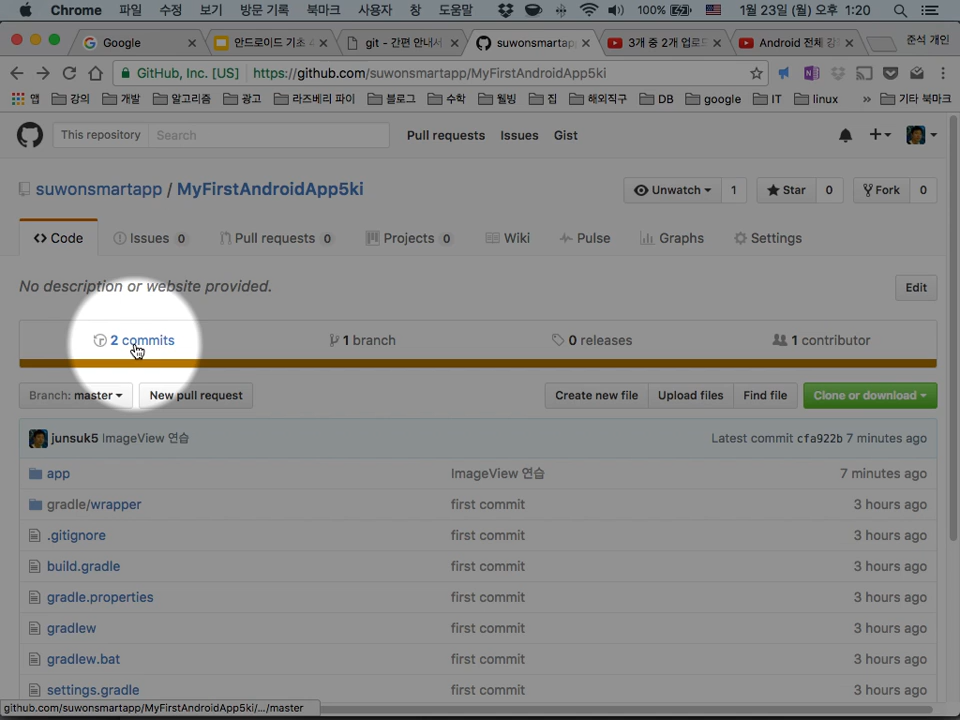 Chrome 파일 수정 보기 방문 기록 북마크 사용자 창 도움말 100% 1월 23일 (월) 오후 1:20
Google 안드로이드 기초 4 git - 간편 안내서 suwonsmartapp 3개 중 2개 업로드 Android 전체 강 준석 개인
GitHub, Inc. [US] https://github.com/suwonsmartapp/MyFirstAndroidApp5ki
앱 강의 개발 알고리즘 광고 라즈베리 파이 블로그 수학 웰빙 집 해외직구 DB google IT linux » 기타 북마크
This repository Search Pull requests Issues Gist
suwonsmartapp / MyFirstAndroidApp5ki Unwatch 1 Star 0 Fork 0
Code Issues 0 Pull requests 0 Projects 0 Wiki Pulse Graphs Settings
No description or website provided. Edit
2 commits 1 branch 0 releases 1 contributor
Branch: master New pull request Create new file Upload files Find file Clone or download
junsuk5 ImageView 연습 Latest commit cfa922b 7 minutes ago
app ImageView 연습 7 minutes ago
gradle/wrapper first commit 3 hours ago
.gitignore first commit 3 hours ago
build.gradle first commit 3 hours ago
gradle.properties first commit 3 hours ago
gradlew first commit 3 hours ago
gradlew.bat first commit 3 hours ago
settings.gradle first commit 3 hours ago
github.com/suwonsmartapp/MyFirstAndroidApp5ki/.../master